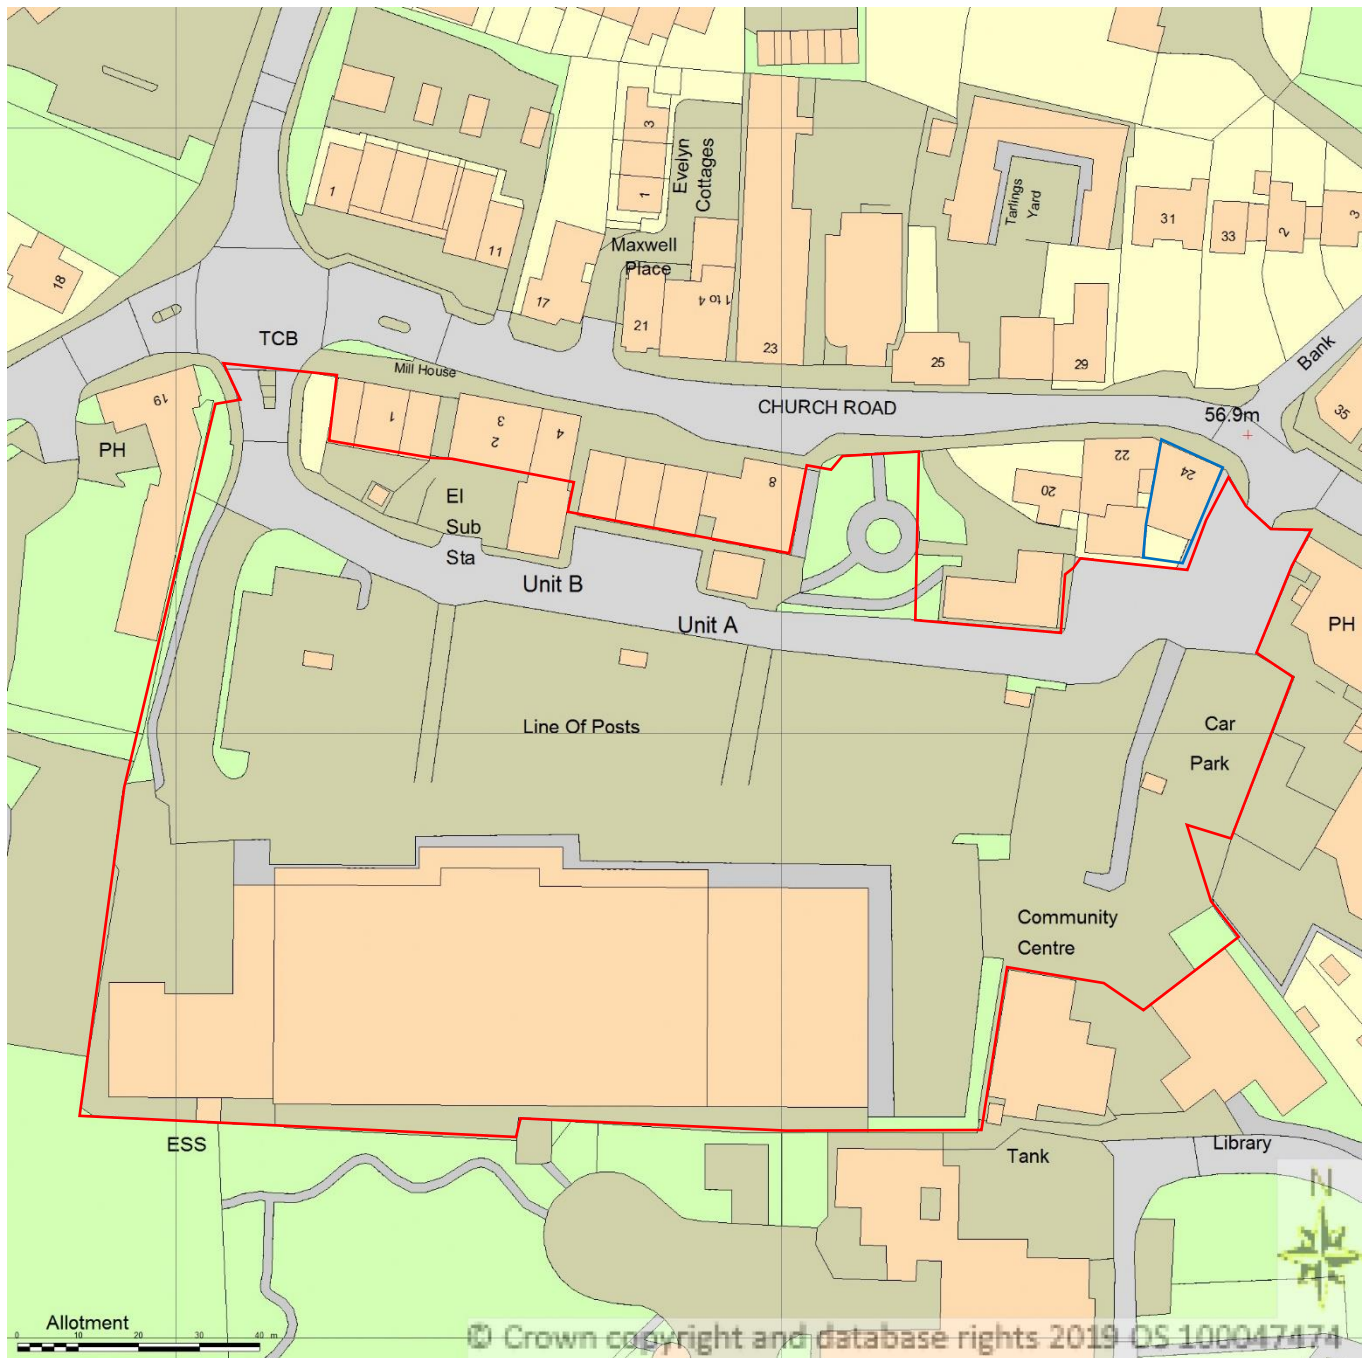 3
1
Evelyn
Cottages
Tarlings
Yard
31
33
2
3
1
11
18
Maxwell
Place
17
21
1 to 4
23
25
29
Bank
35
TCB
Mill House
CHURCH ROAD
56.9m
19
PH
1
3
2
4
8
22
24
20
El
Sub
Sta
Unit B
Unit A
PH
Line Of Posts
Car
Park
Community
Centre
ESS
Tank
Library
N
Allotment
0 10 20 30 40 m
© Crown copyright and database rights 2019 OS 100047474